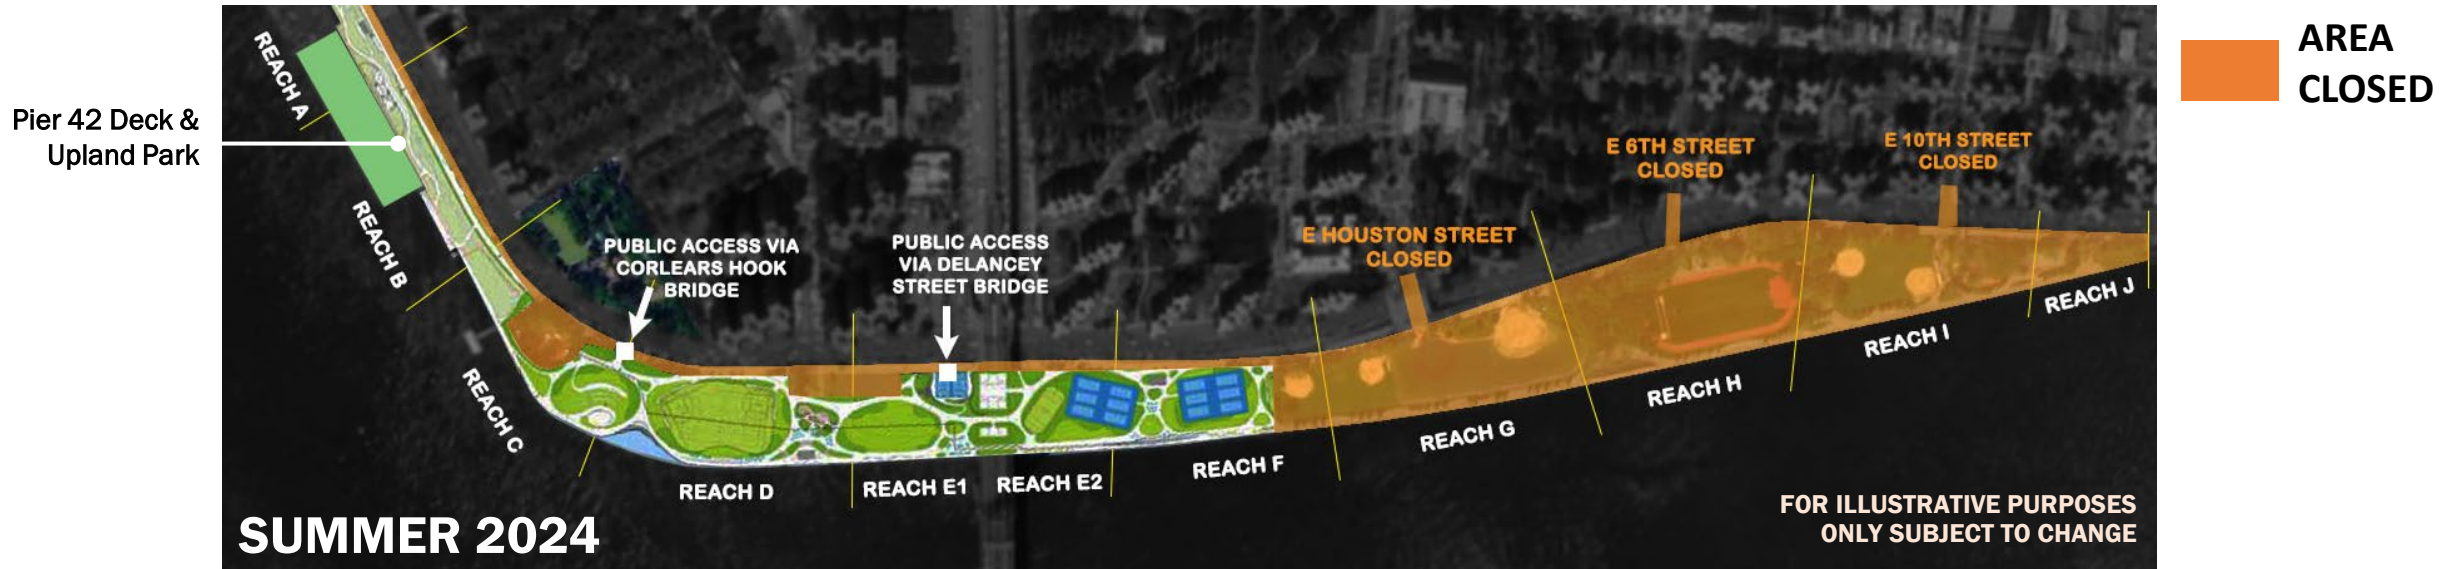 AREA
CLOSED
Pier 42 Deck &
Upland Park
REACH A
REACH B
REACH C
PUBLIC ACCESS VIA
CORLEARS HOOK
BRIDGE
PUBLIC ACCESS
VIA DELANCEY
STREET BRIDGE
E HOUSTON STREET
CLOSED
E 6TH STREET
CLOSED
E 10TH STREET
CLOSED
REACH D
REACH E1
REACH E2
REACH F
REACH G
REACH H
REACH I
REACH J
SUMMER 2024
FOR ILLUSTRATIVE PURPOSES
ONLY SUBJECT TO CHANGE